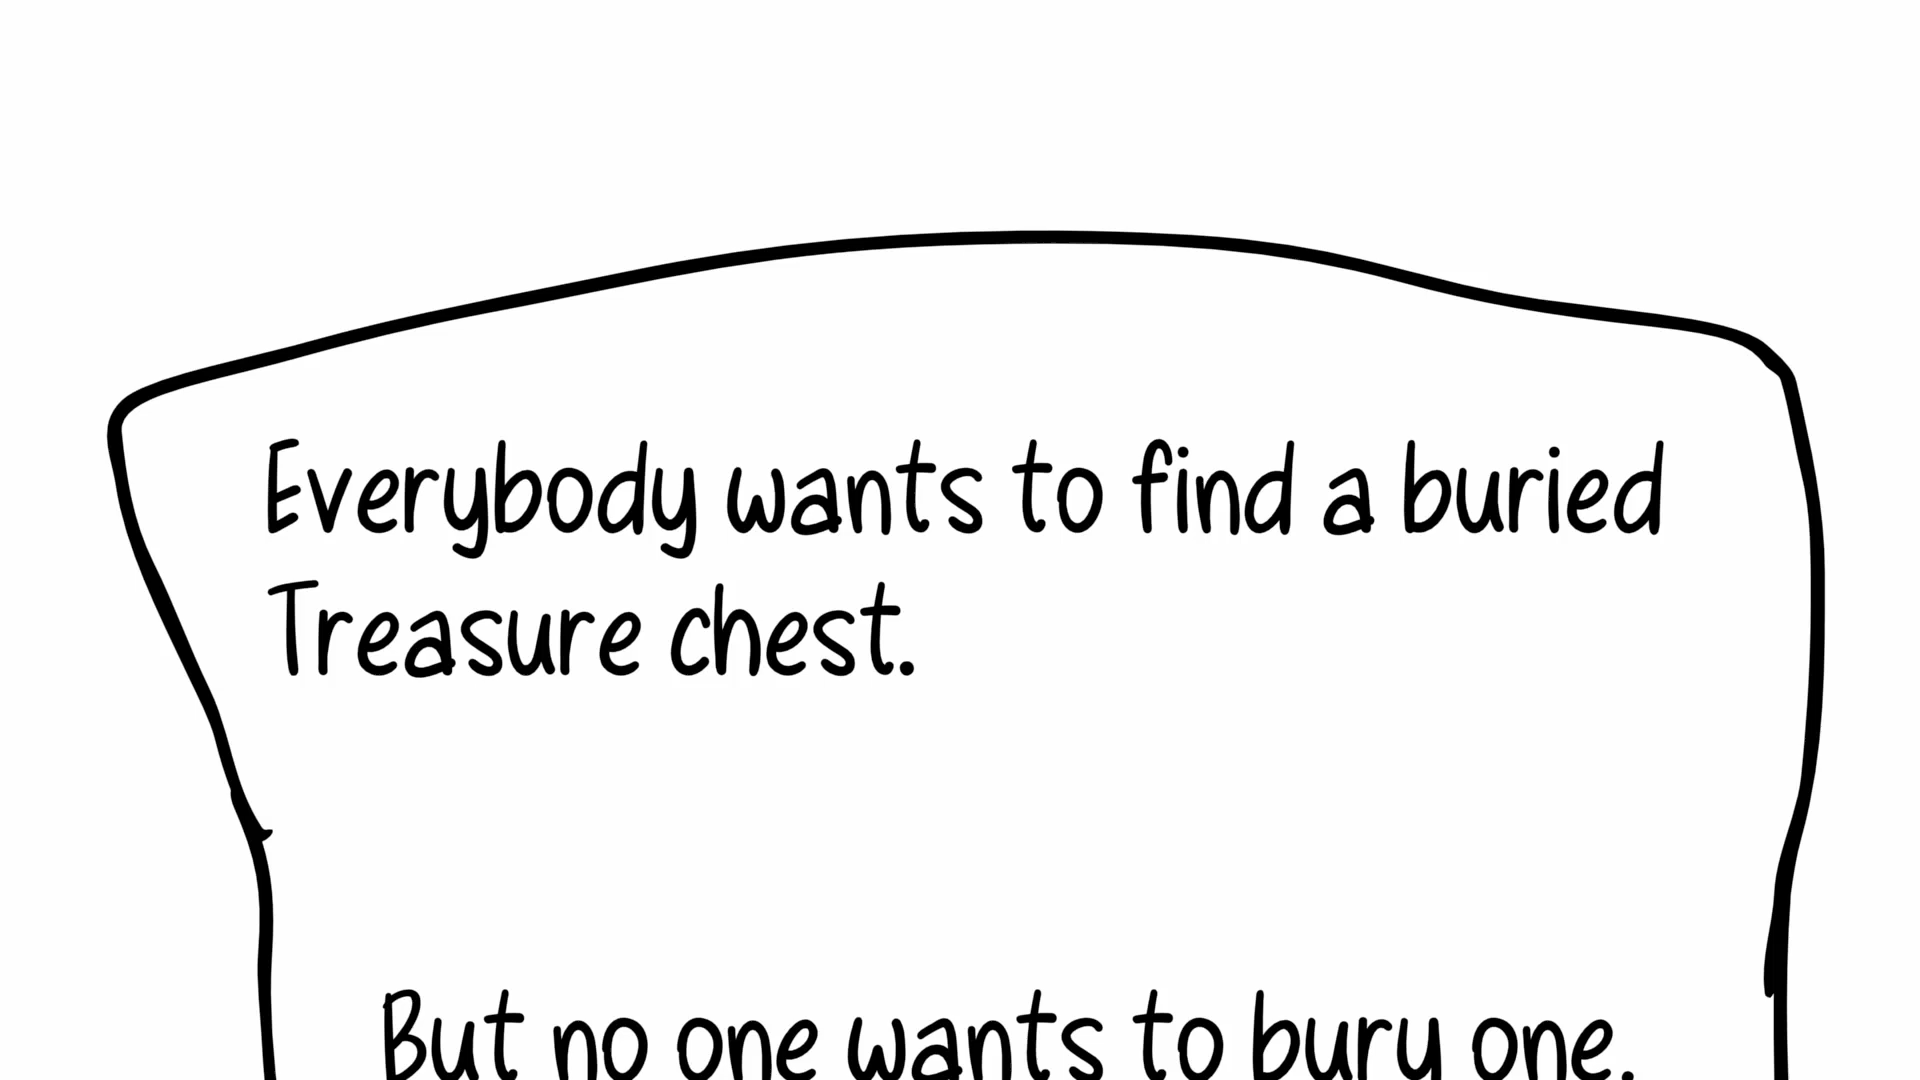 Everybody wants to find a buried
Treasure chest.
But no one wants to bury one.